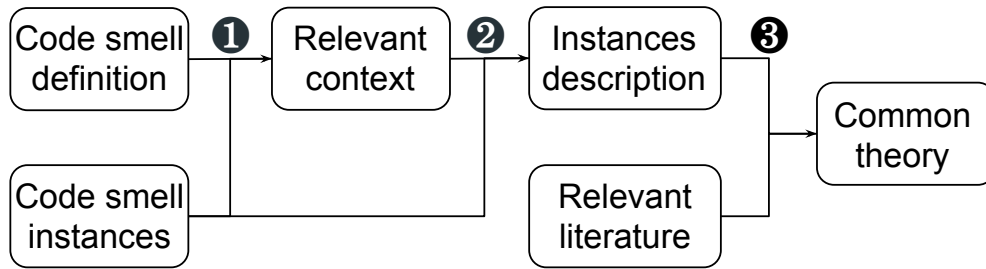 Code smell
definition
❶
Relevant
context
❷
Instances
description
❸
Common
theory
Code smell
instances
Relevant
literature